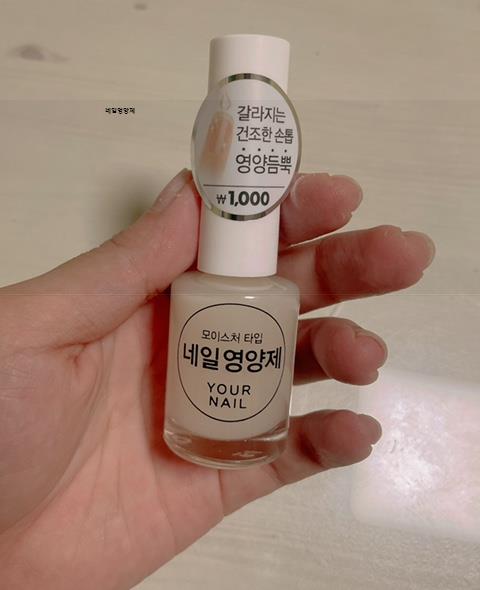 네일영양제
갈라지는
건조한 손톱
영양듬뿍
₩1,000
모이스처 타입
네일영양제
YOUR
NAIL